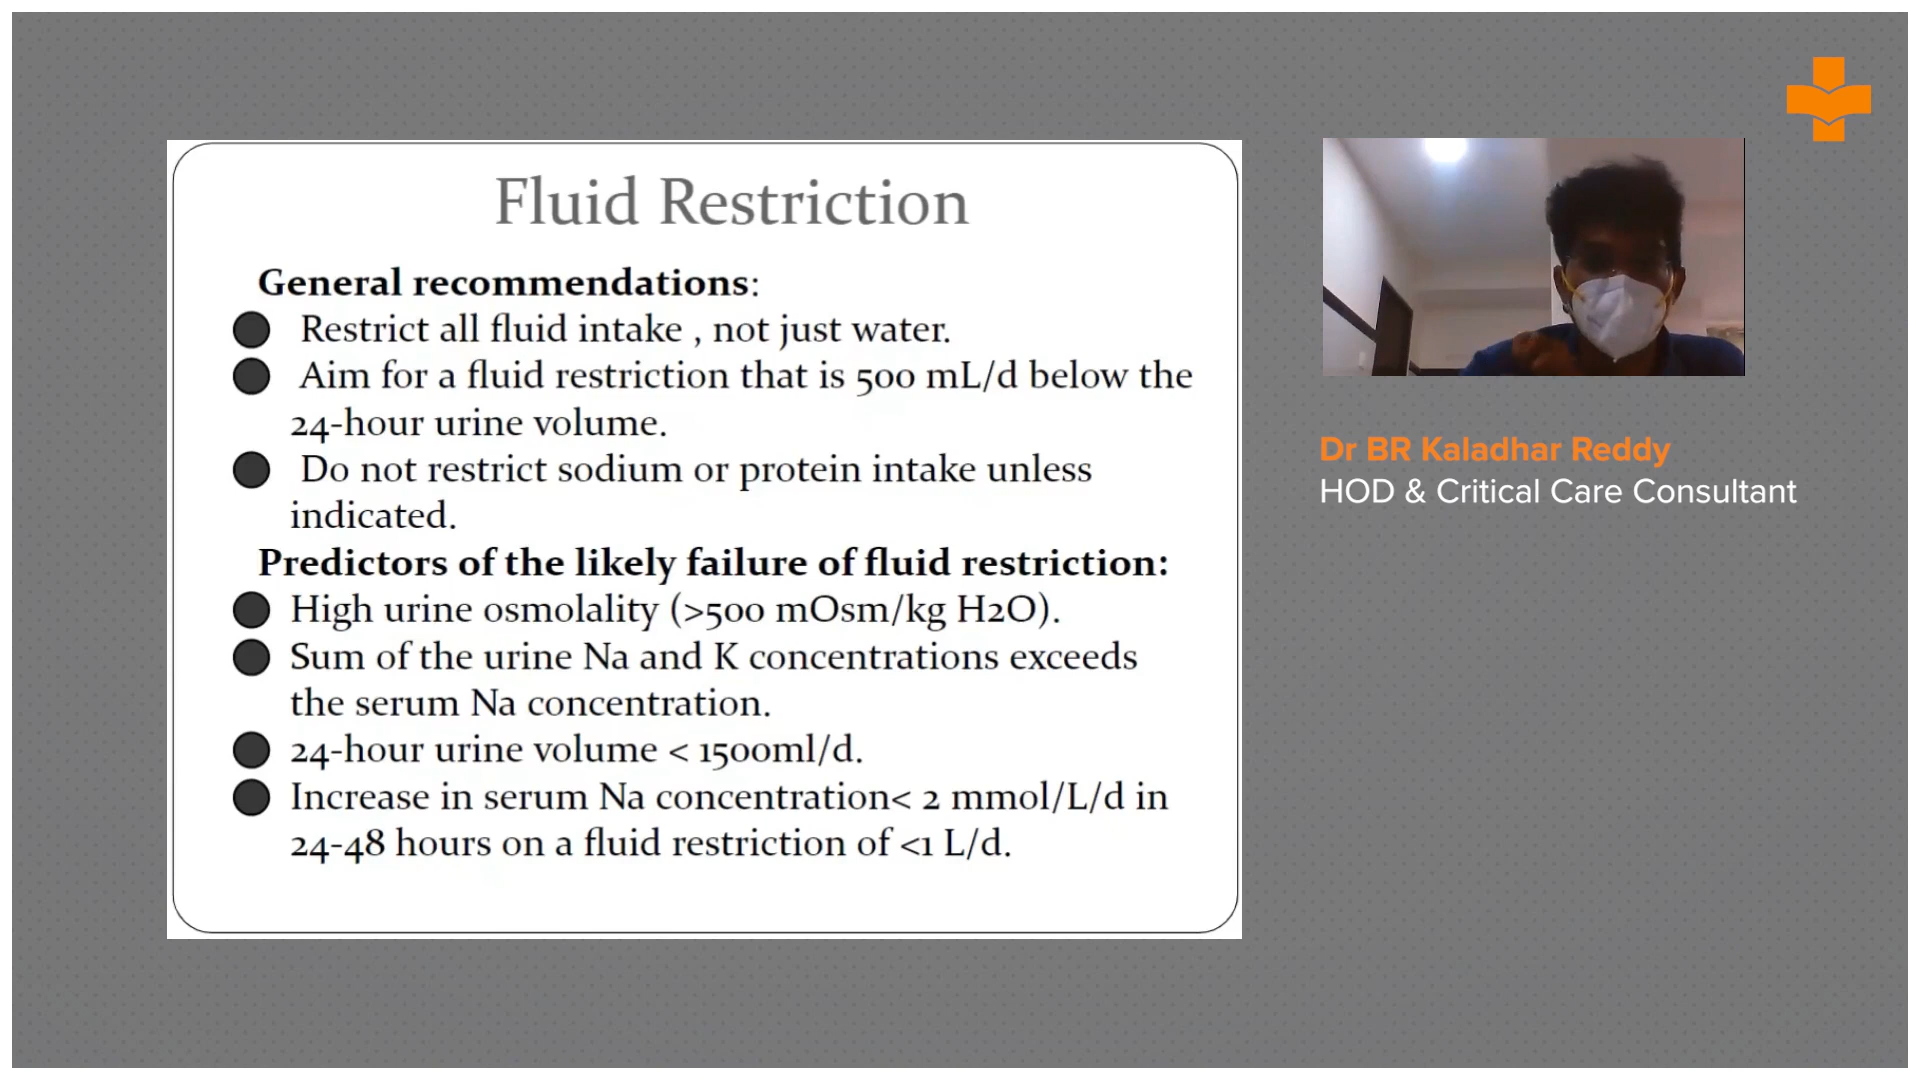 Fluid Restriction
General recommendations:
Restrict all fluid intake , not just water.
Aim for a fluid restriction that is 500 mL/d below the
24-hour urine volume.
Do not restrict sodium or protein intake unless
indicated.
Predictors of the likely failure of fluid restriction:
High urine osmolality (>500 mOsm/kg H2O).
Sum of the urine Na and K concentrations exceeds
the serum Na concentration.
24-hour urine volume < 1500ml/d.
Increase in serum Na concentration< 2 mmol/L/d in
24-48 hours on a fluid restriction of <1 L/d.
Dr BR Kaladhar Reddy
HOD & Critical Care Consultant